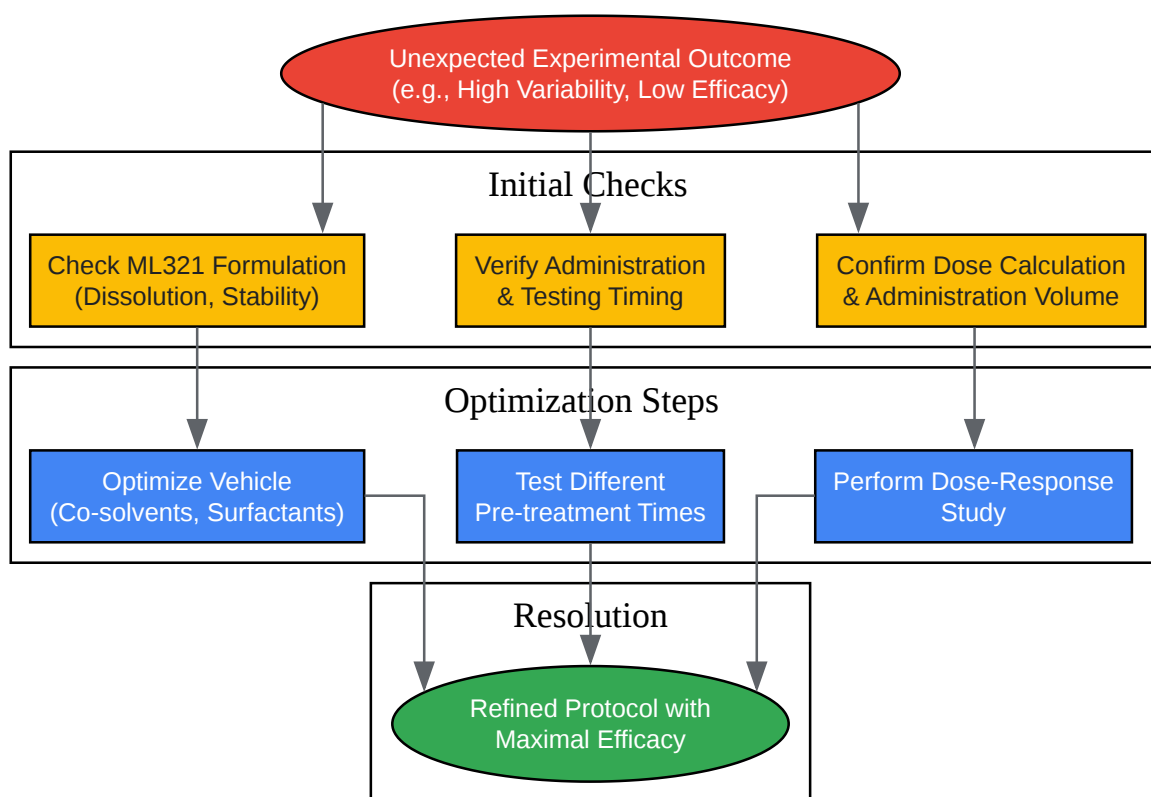 Unexpected Experimental Outcome
(e.g., High Variability, Low Efficacy)
Initial Checks
Check ML321 Formulation
(Dissolution, Stability)
Verify Administration
& Testing Timing
Confirm Dose Calculation
& Administration Volume
Optimization Steps
Optimize Vehicle
(Co-solvents, Surfactants)
Test Different
Pre-treatment Times
Perform Dose-Response
Study
Resolution
Refined Protocol with
Maximal Efficacy